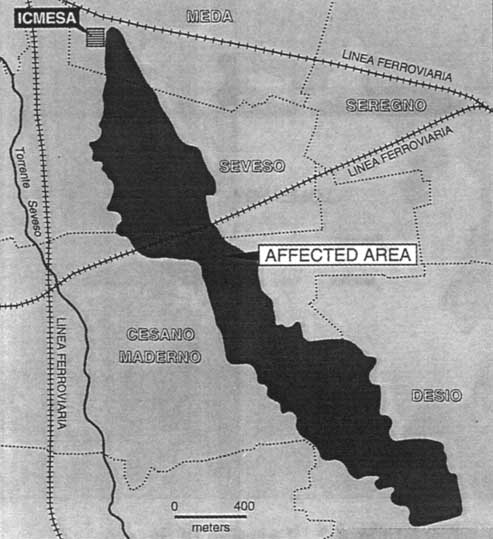 ICMESA
MEDA
LINEA FERROVIARIA
SEREGNO
LINEA FERROVIARIA
SEVESO
Torrente Seveso
AFFECTED AREA
CESANO
MADERNO
LINEA FERROVIARIA
DESIO
0 400
meters